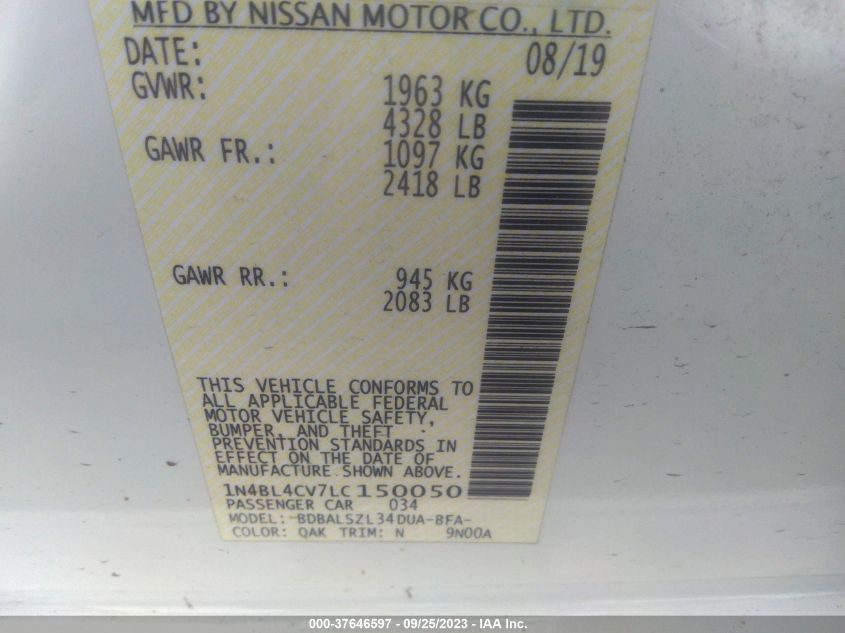 MFD BY NISSAN MOTOR CO., LTD.
DATE: 08/19
GVWR: 1963 KG
4328 LB
GAWR FR.: 1097 KG
2418 LB
GAWR RR.: 945 KG
2083 LB
THIS VEHICLE CONFORMS TO
ALL APPLICABLE FEDERAL
MOTOR VEHICLE SAFETY,
BUMPER, AND THEFT
PREVENTION STANDARDS IN
EFFECT ON THE DATE OF
MANUFACTURE SHOWN ABOVE.
1N4BL4CV7LC150050
PASSENGER CAR 034
MODEL: BDBALSZL34DUA-BFA-
COLOR: QAK TRIM: N 9N00A
000-37646597 - 09/25/2023 - IAA Inc.